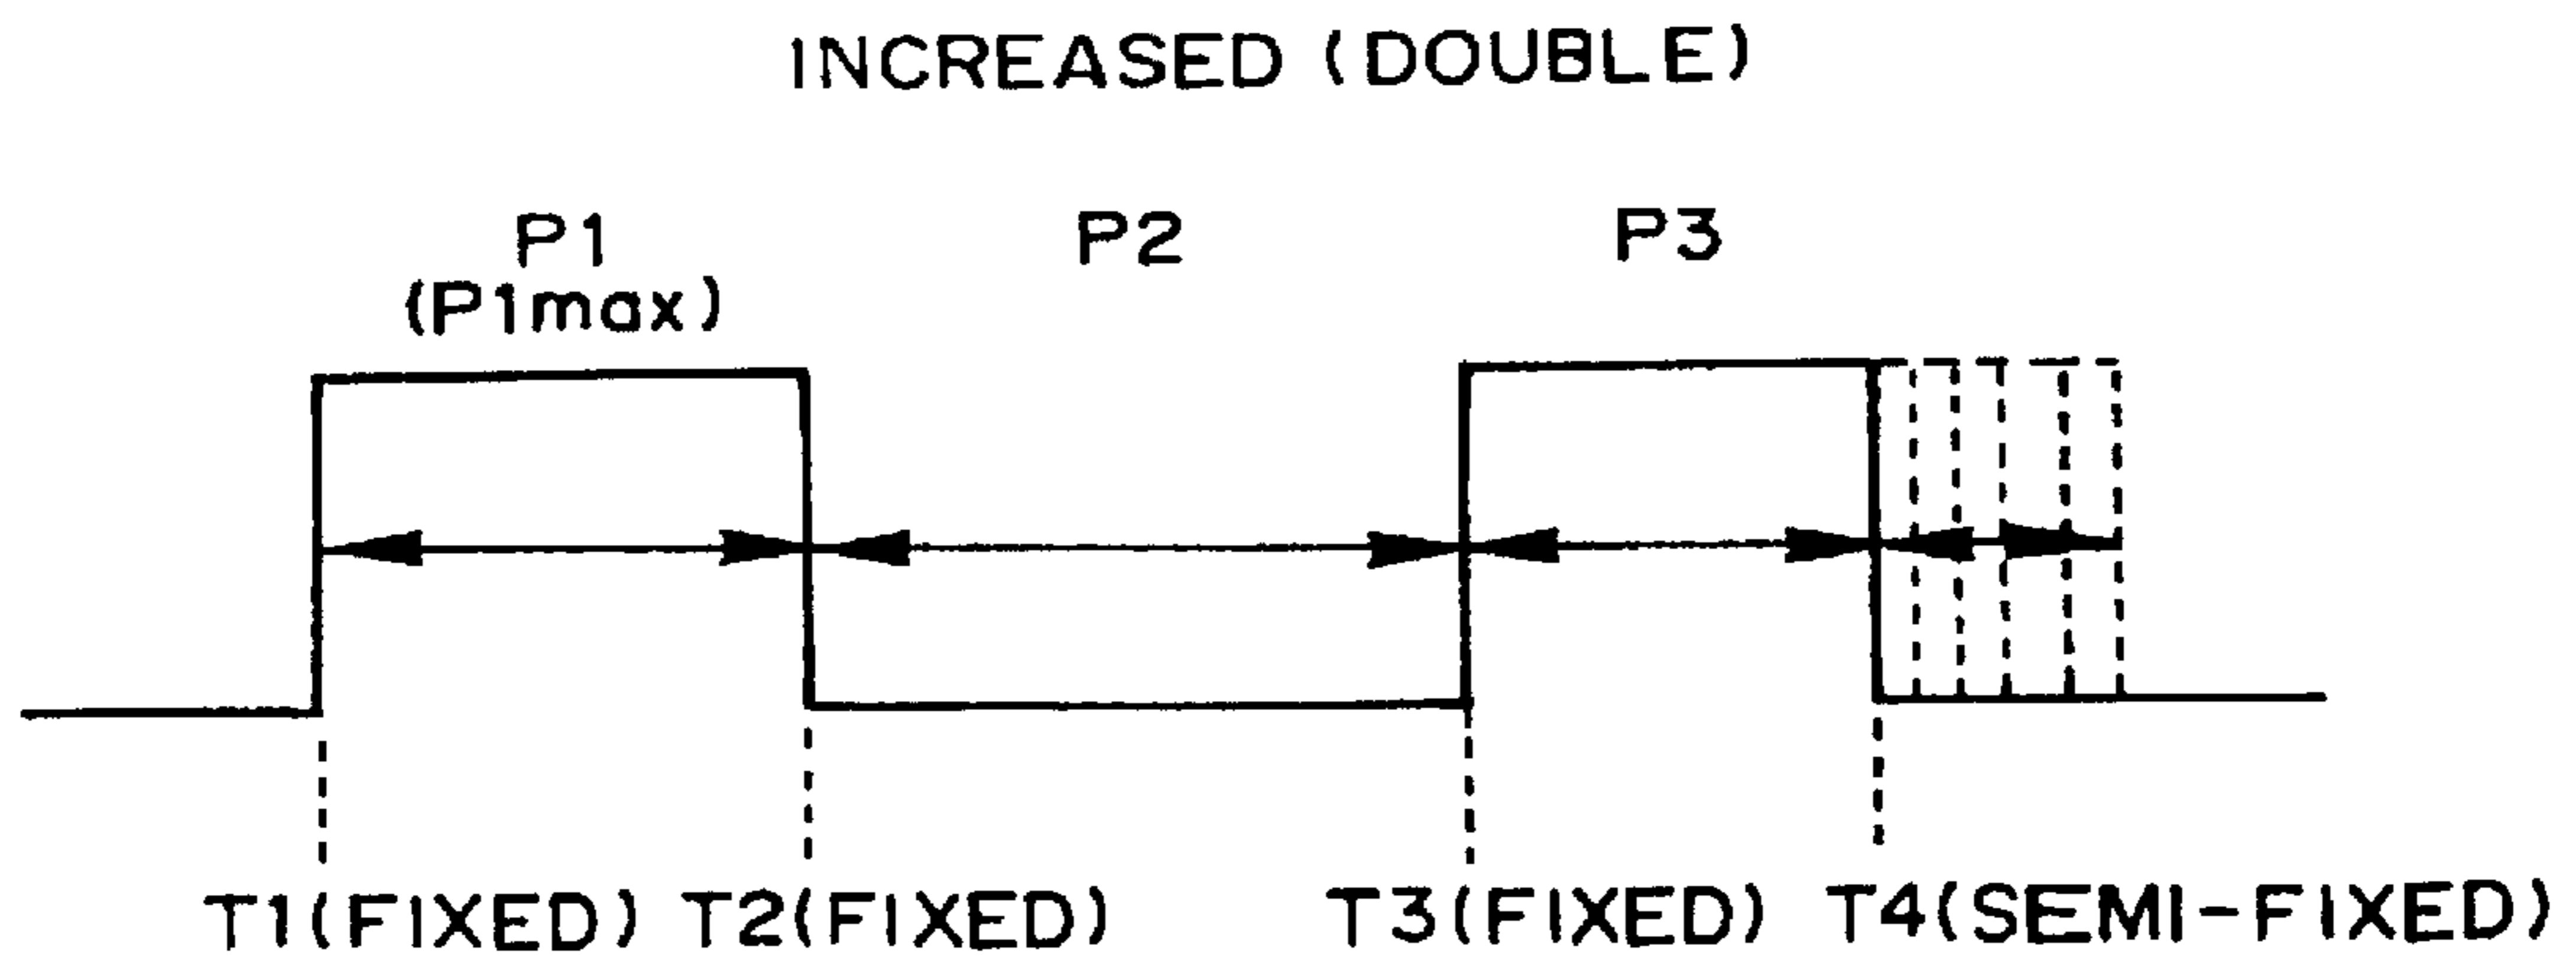 INCREASED (DOUBLE)
P1 P2 P3
(P1max)
T1(FIXED) T2(FIXED) T3(FIXED) T4(SEMI-FIXED)